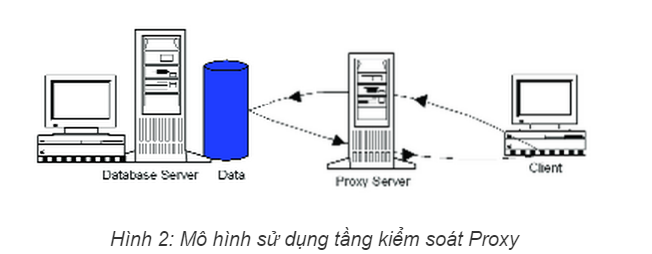 Database Server
Data
Proxy Server
Client
Hình 2: Mô hình sử dụng tầng kiểm soát Proxy